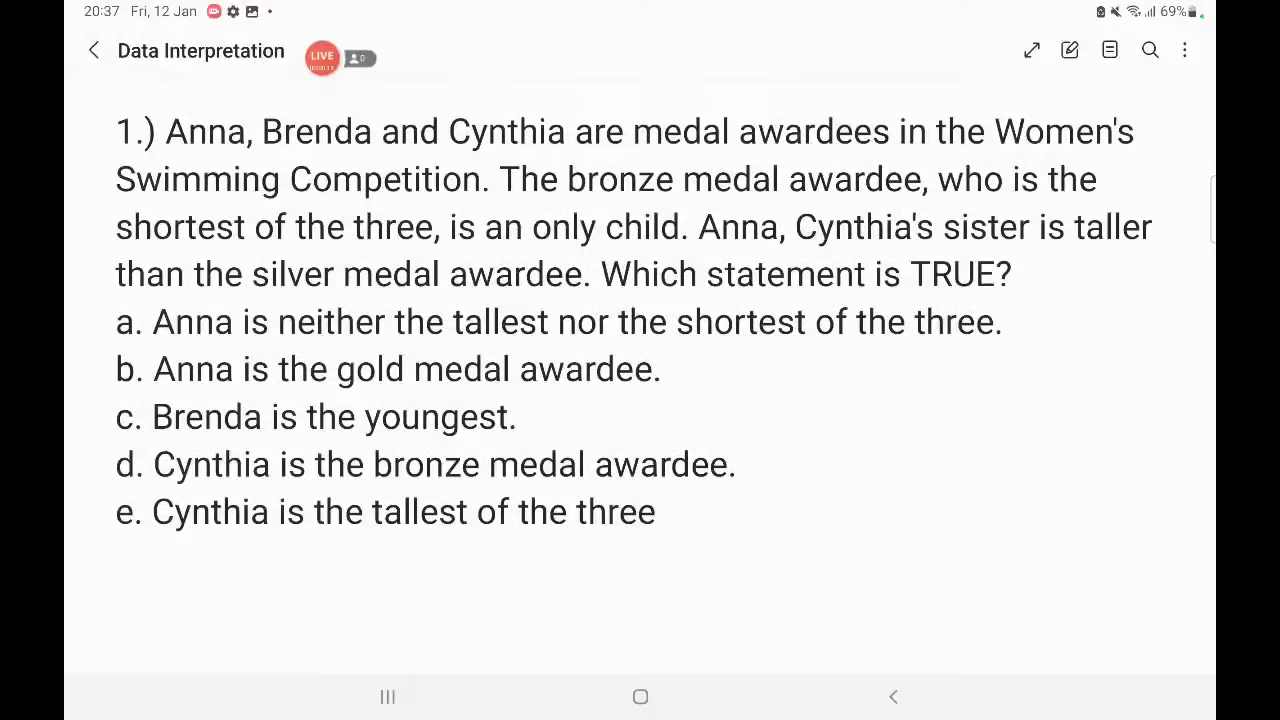 20:37 Fri, 12 Jan 69%
Data Interpretation
LIVE
0
1.) Anna, Brenda and Cynthia are medal awardees in the Women's
Swimming Competition. The bronze medal awardee, who is the
shortest of the three, is an only child. Anna, Cynthia's sister is taller
than the silver medal awardee. Which statement is TRUE?
a. Anna is neither the tallest nor the shortest of the three.
b. Anna is the gold medal awardee.
c. Brenda is the youngest.
d. Cynthia is the bronze medal awardee.
e. Cynthia is the tallest of the three